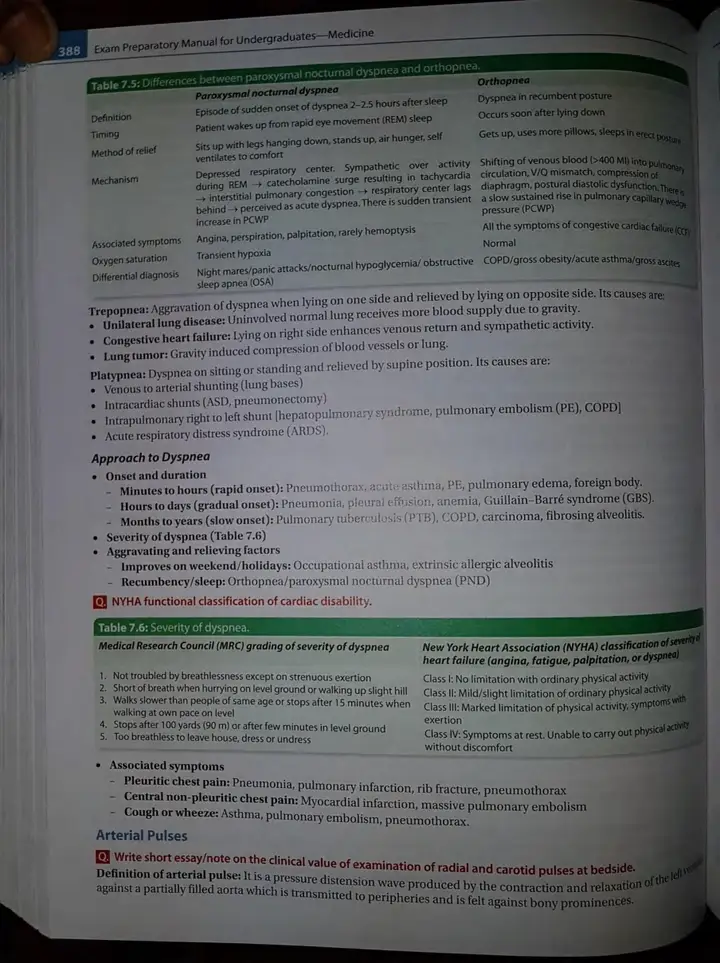 388 Exam Preparatory Manual for Undergraduates—Medicine
Table 7.5: Differences between paroxysmal nocturnal dyspnea and orthopnea.
Paroxysmal nocturnal dyspnea
Orthopnea
Definition
Episode of sudden onset of dyspnea 2–2.5 hours after sleep
Dyspnea in recumbent posture
Timing
Patient wakes up from rapid eye movement (REM) sleep
Occurs soon after lying down
Method of relief
Sits up with legs hanging down, stands up, air hunger, self
ventilates to comfort
Gets up, uses more pillows, sleeps in erect posture
Mechanism
Depressed respiratory center. Sympathetic over activity
during REM → catecholamine surge resulting in tachycardia
→ interstitial pulmonary congestion → respiratory center lags
behind → perceived as acute dyspnea. There is sudden transient
increase in PCWP
Shifting of venous blood (>400 Ml) into pulmonary
circulation, V/Q mismatch, compression of
diaphragm, postural diastolic dysfunction. There is
a slow sustained rise in pulmonary capillary wedge
pressure (PCWP)
Associated symptoms
Angina, perspiration, palpitation, rarely hemoptysis
All the symptoms of congestive cardiac failure (CCF)
Oxygen saturation
Transient hypoxia
Normal
Differential diagnosis
Night mares/panic attacks/nocturnal hypoglycemia/ obstructive
sleep apnea (OSA)
COPD/gross obesity/acute asthma/gross ascites
Trepopnea: Aggravation of dyspnea when lying on one side and relieved by lying on opposite side. Its causes are:
• Unilateral lung disease: Uninvolved normal lung receives more blood supply due to gravity.
• Congestive heart failure: Lying on right side enhances venous return and sympathetic activity.
• Lung tumor: Gravity induced compression of blood vessels or lung.
Platypnea: Dyspnea on sitting or standing and relieved by supine position. Its causes are:
• Venous to arterial shunting (lung bases)
• Intracardiac shunts (ASD, pneumonectomy)
• Intrapulmonary right to left shunt [hepatopulmonary syndrome, pulmonary embolism (PE), COPD]
• Acute respiratory distress syndrome (ARDS).
Approach to Dyspnea
• Onset and duration
– Minutes to hours (rapid onset): Pneumothorax, acute asthma, PE, pulmonary edema, foreign body.
– Hours to days (gradual onset): Pneumonia, pleural effusion, anemia, Guillain–Barré syndrome (GBS).
– Months to years (slow onset): Pulmonary tuberculosis (PTB), COPD, carcinoma, fibrosing alveolitis.
• Severity of dyspnea (Table 7.6)
• Aggravating and relieving factors
– Improves on weekend/holidays: Occupational asthma, extrinsic allergic alveolitis
– Recumbency/sleep: Orthopnea/paroxysmal nocturnal dyspnea (PND)
Q. NYHA functional classification of cardiac disability.
Table 7.6: Severity of dyspnea.
Medical Research Council (MRC) grading of severity of dyspnea
New York Heart Association (NYHA) classification of severity of
heart failure (angina, fatigue, palpitation, or dyspnea)
1. Not troubled by breathlessness except on strenuous exertion
2. Short of breath when hurrying on level ground or walking up slight hill
3. Walks slower than people of same age or stops after 15 minutes when
walking at own pace on level
4. Stops after 100 yards (90 m) or after few minutes in level ground
5. Too breathless to leave house, dress or undress
Class I: No limitation with ordinary physical activity
Class II: Mild/slight limitation of ordinary physical activity
Class III: Marked limitation of physical activity, symptoms with
exertion
Class IV: Symptoms at rest. Unable to carry out physical activity
without discomfort
• Associated symptoms
– Pleuritic chest pain: Pneumonia, pulmonary infarction, rib fracture, pneumothorax
– Central non-pleuritic chest pain: Myocardial infarction, massive pulmonary embolism
– Cough or wheeze: Asthma, pulmonary embolism, pneumothorax.
Arterial Pulses
Q. Write short essay/note on the clinical value of examination of radial and carotid pulses at bedside.
Definition of arterial pulse: It is a pressure distension wave produced by the contraction and relaxation of the left
against a partially filled aorta which is transmitted to peripheries and is felt against bony prominences.